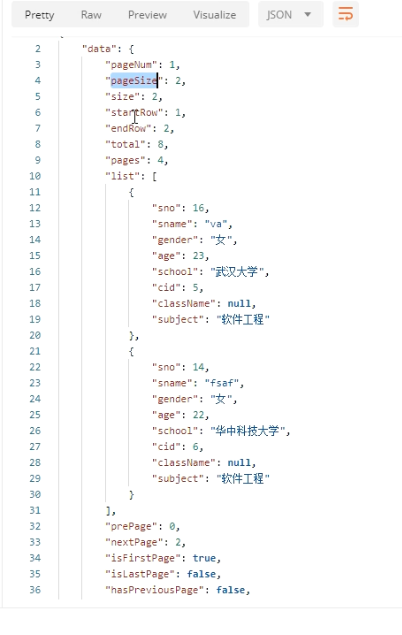 Pretty Raw Preview Visualize JSON
2 "data": {
3 "pageNum": 1,
4 "pageSize": 2,
5 "size": 2,
6 "startRow": 1,
7 "endRow": 2,
8 "total": 8,
9 "pages": 4,
10 "list": [
11 {
12 "sno": 16,
13 "sname": "va",
14 "gender": "女",
15 "age": 23,
16 "school": "武汉大学",
17 "cid": 5,
18 "className": null,
19 "subject": "软件工程"
20 },
21 {
22 "sno": 14,
23 "sname": "fsaf",
24 "gender": "女",
25 "age": 22,
26 "school": "华中科技大学",
27 "cid": 6,
28 "className": null,
29 "subject": "软件工程"
30 }
31 ],
32 "prePage": 0,
33 "nextPage": 2,
34 "isFirstPage": true,
35 "isLastPage": false,
36 "hasPreviousPage": false,